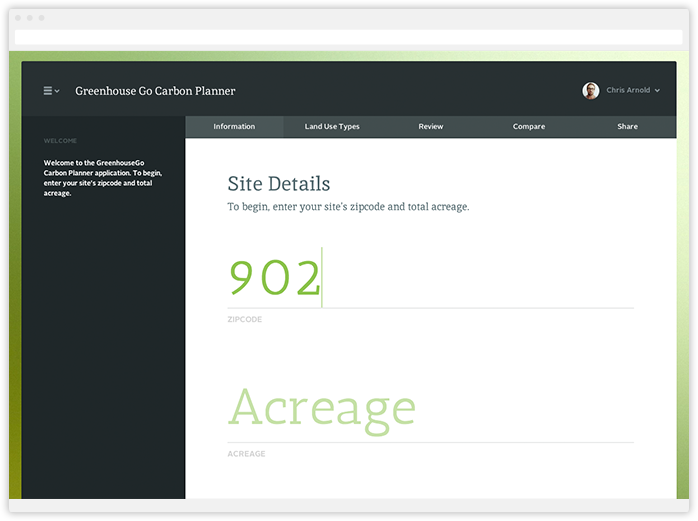 Greenhouse Go Carbon Planner
Chris Arnold
Information
Land Use Types
Review
Compare
Share
WELCOME
Welcome to the GreenhouseGo
Carbon Planner application. To begin,
enter your site's zipcode and total
acreage.
Site Details
To begin, enter your site's zipcode and total acreage.
902
ZIPCODE
Acreage
ACREAGE